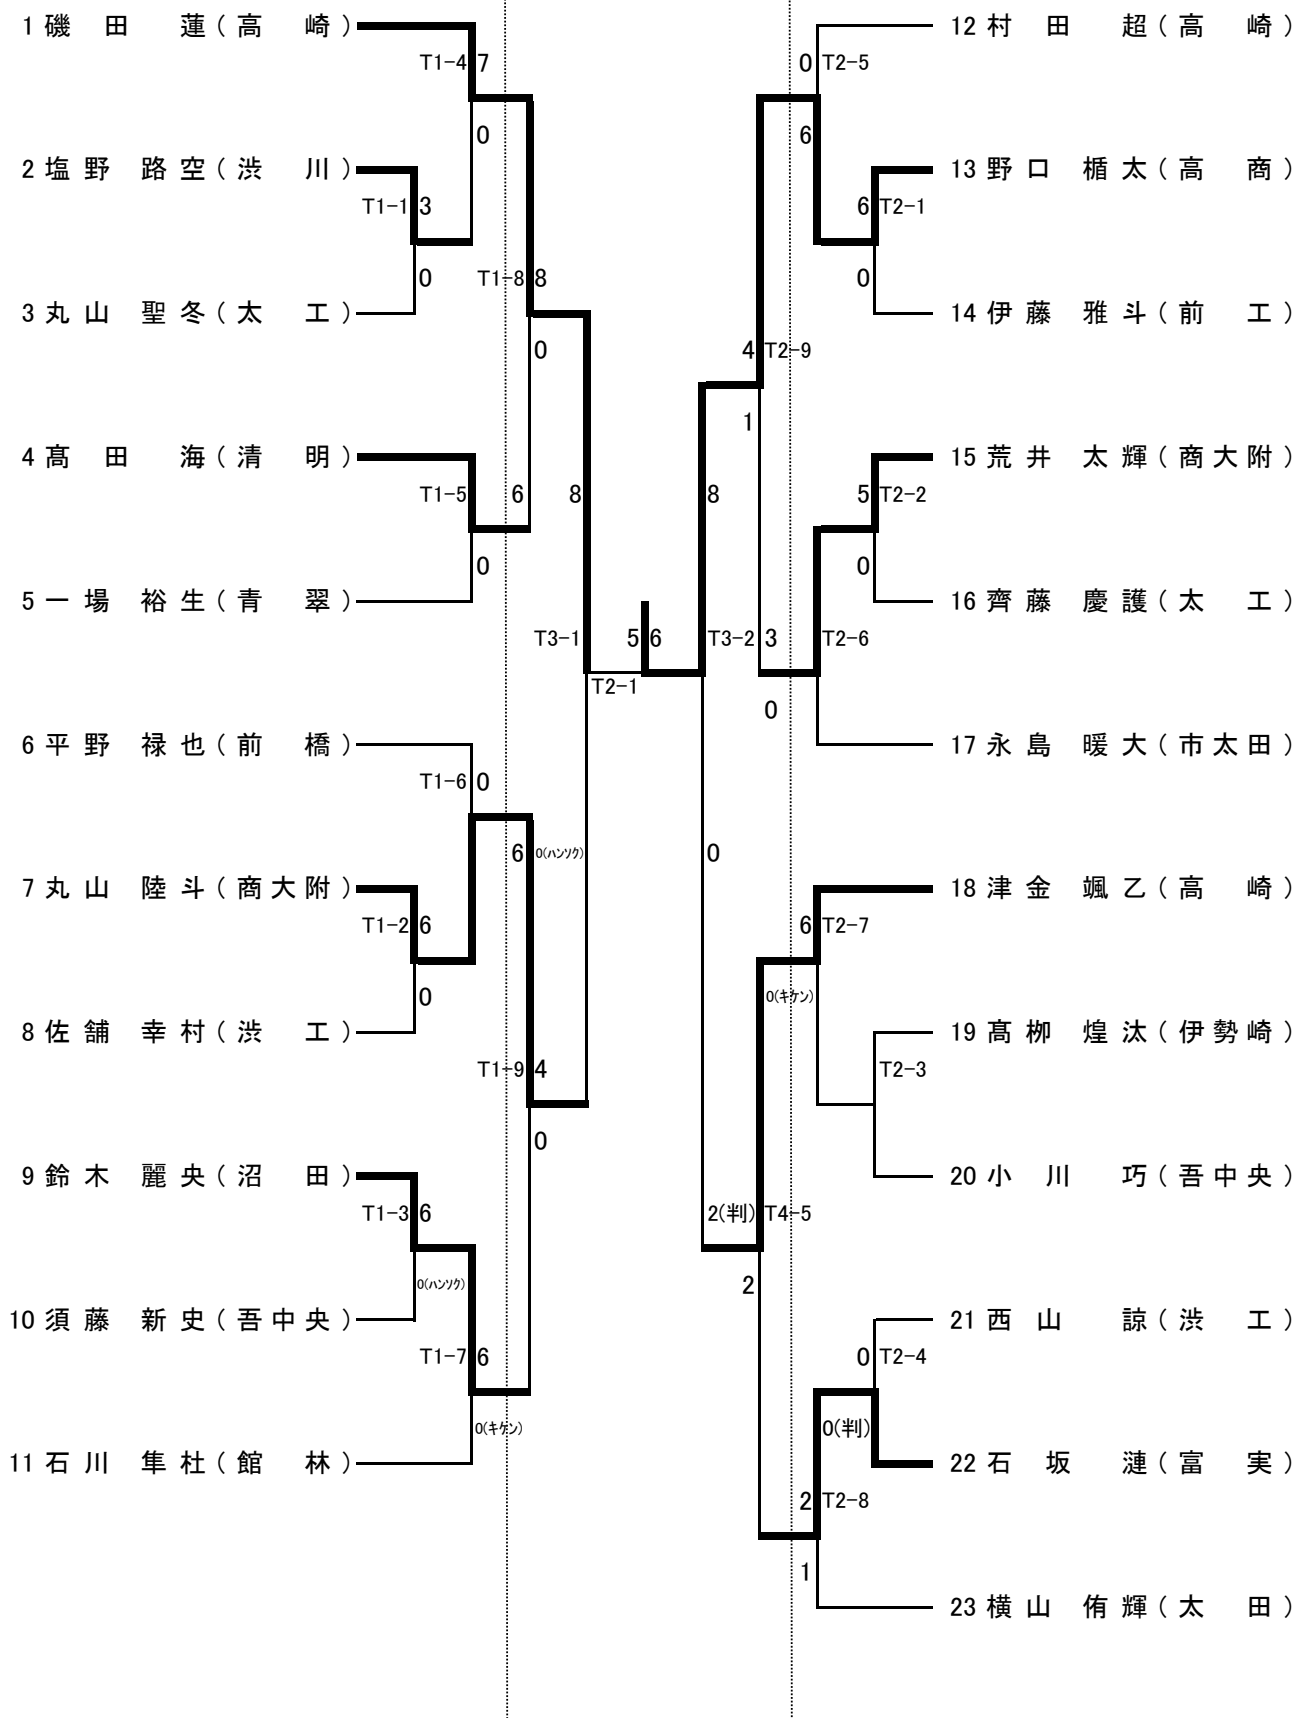 1 磯田 蓮(高崎)
T1-4 7
0
2 塩野 路空(渋川)
T1-1 3
0
T1-8 8
3 丸山 聖冬(太工)
0
4 髙田 海(清明)
T1-5 6 8
0
5 一場 裕生(青翠)
T3-1 5 6
T2-1
6 平野 禄也(前橋)
T1-6 0
6 0(ハンソク)
7 丸山 陸斗(商大附)
T1-2 6
0
8 佐舗 幸村(渋工)
T1-9 4
0
9 鈴木 麗央(沼田)
T1-3 6
0(ハンソク)
10 須藤 新史(吾中央)
T1-7 6
0(キケン)
11 石川 隼杜(館林)
12 村田 超(高崎)
0 T2-5
6
13 野口 楯太(高商)
6 T2-1
0
14 伊藤 雅斗(前工)
4 T2-9
1
15 荒井 太輝(商大附)
8 5 T2-2
0
16 齊藤 慶護(太工)
T3-2 3 T2-6
0
17 永島 暖大(市太田)
0
18 津金 颯乙(高崎)
6 T2-7
0(キケン)
19 髙栁 煌汰(伊勢崎)
T2-3
20 小川 巧(吾中央)
2(判) T4-5
2
21 西山 諒(渋工)
0 T2-4
0(判)
22 石坂 漣(富実)
2 T2-8
1
23 横山 侑輝(太田)